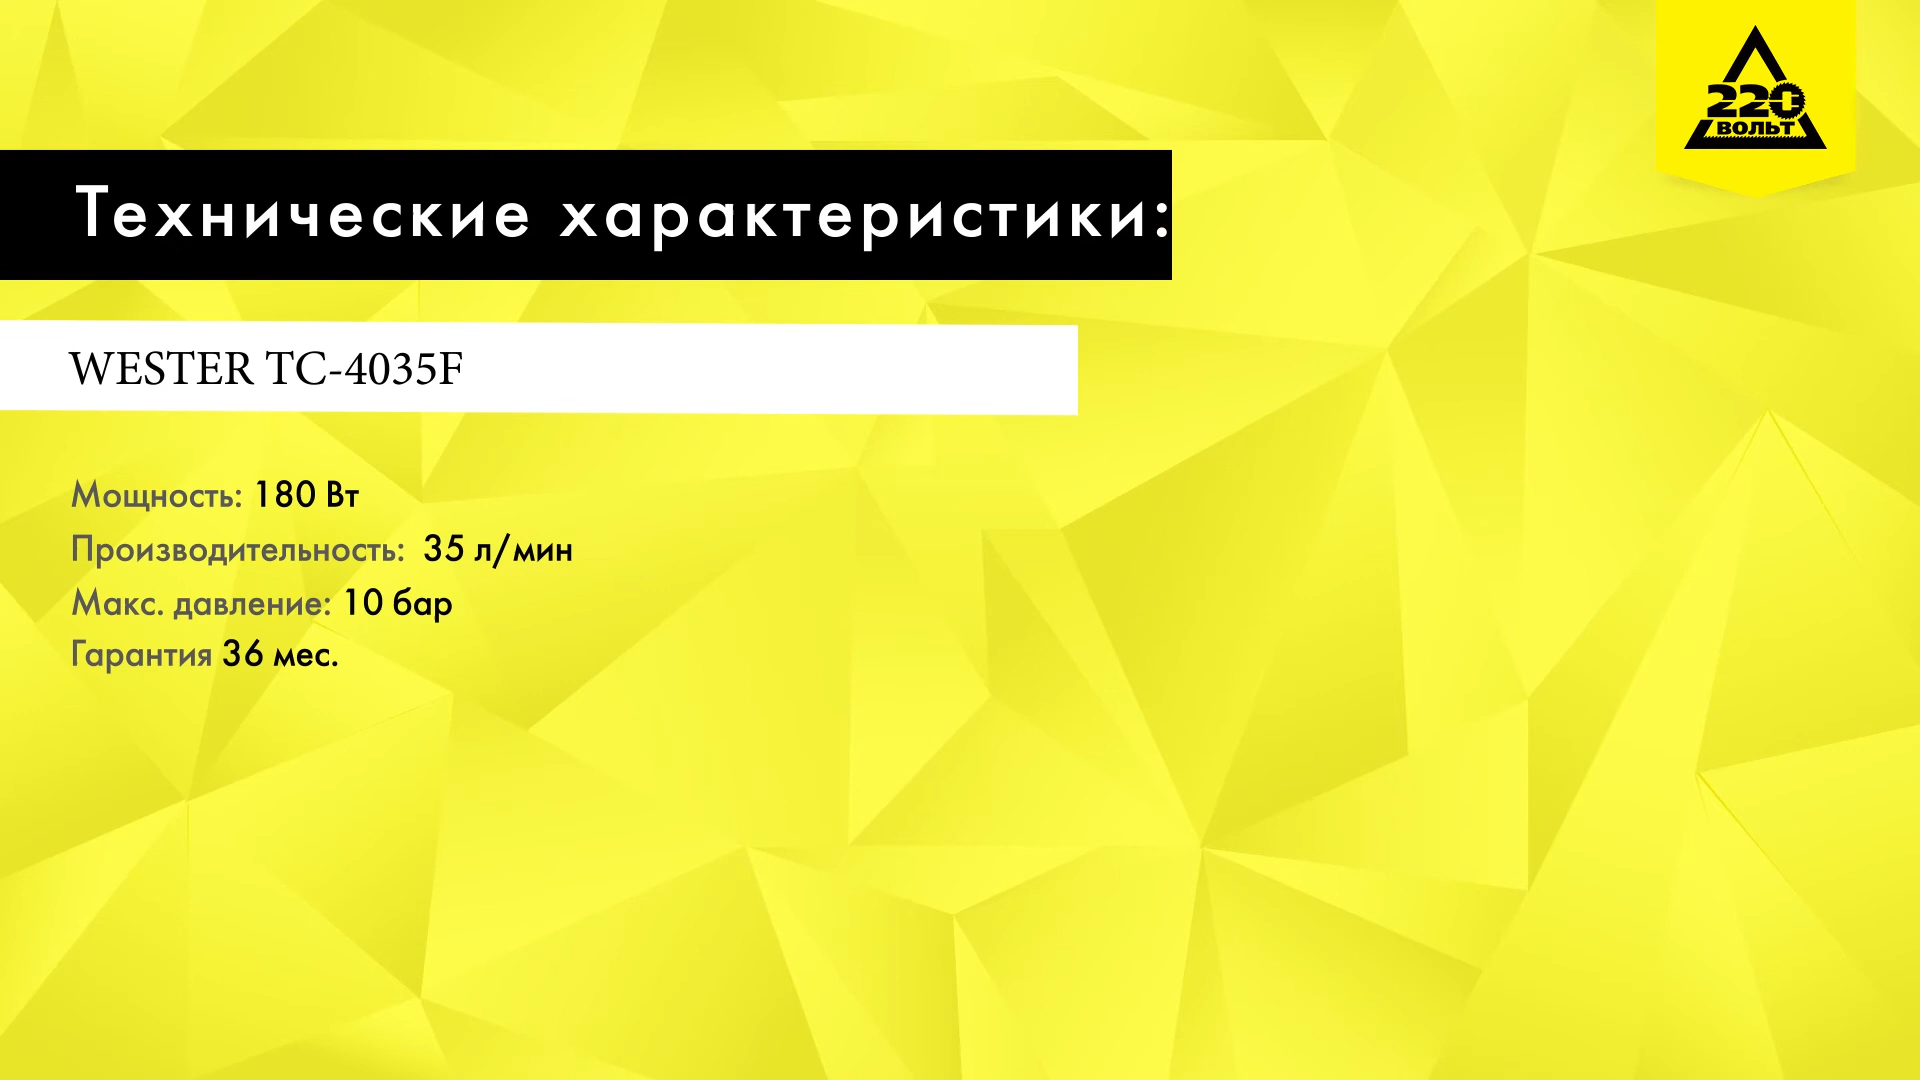 220
ВОЛЬТ
Технические характеристики:
WESTER TC-4035F
Мощность: 180 Вт
Производительность: 35 л/мин
Макс. давление: 10 бар
Гарантия 36 мес.